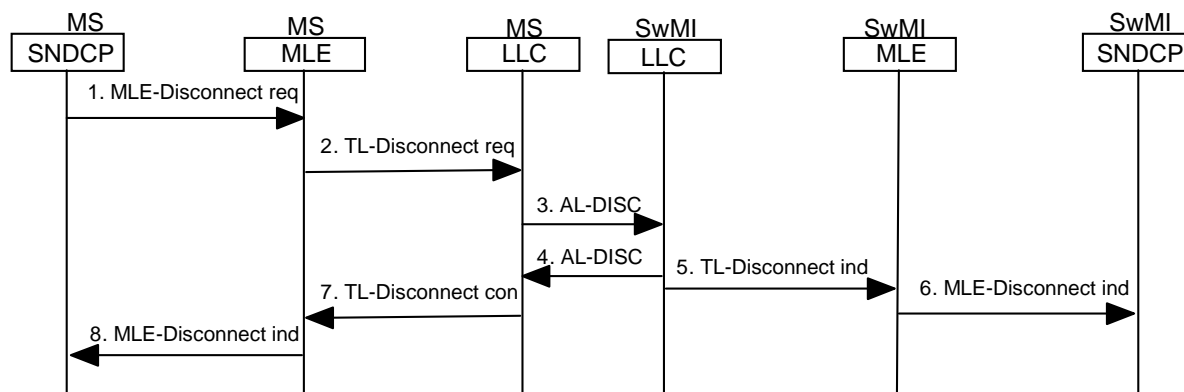 MS
MS
MS
SwMI
SwMI
SwMI
SNDCP
MLE
LLC
LLC
MLE
SNDCP
1. MLE-Disconnect req
2. TL-Disconnect req
3. AL-DISC
4. AL-DISC
5. TL-Disconnect ind
6. MLE-Disconnect ind
7. TL-Disconnect con
8. MLE-Disconnect ind